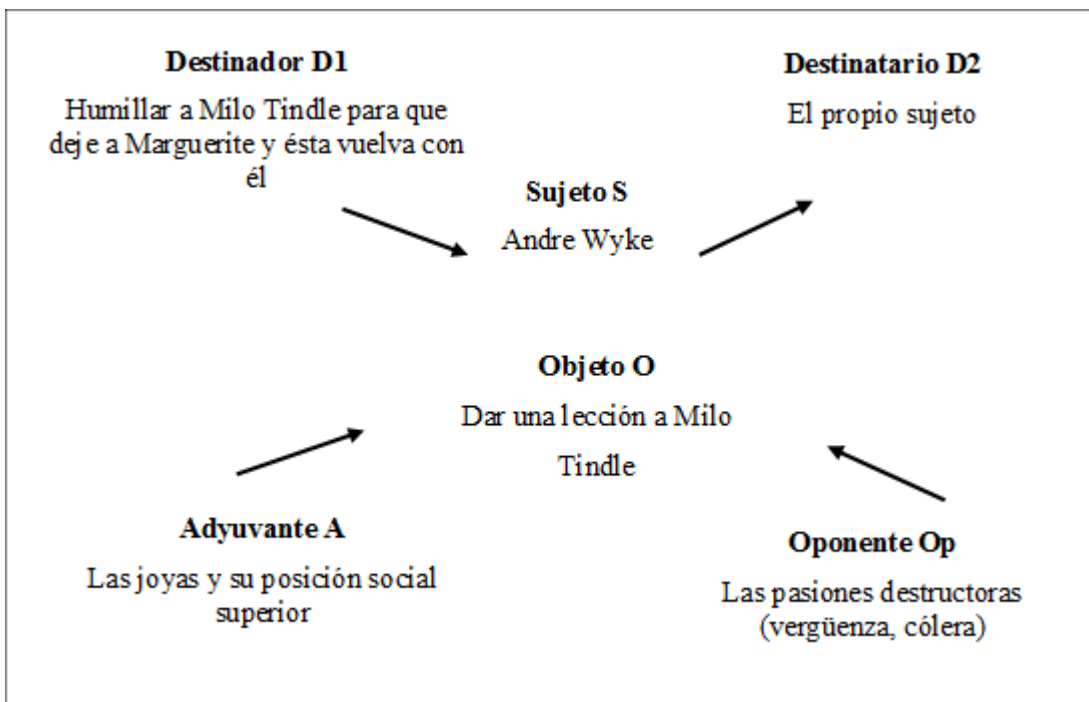 Destinador D1
Humillar a Milo Tindle para que
deje a Marguerite y ésta vuelva con
él
Destinatario D2
El propio sujeto
Sujeto S
Andre Wyke
Objeto O
Dar una lección a Milo
Tindle
Adyuvante A
Las joyas y su posición social
superior
Oponente Op
Las pasiones destructoras
(vergüenza, cólera)